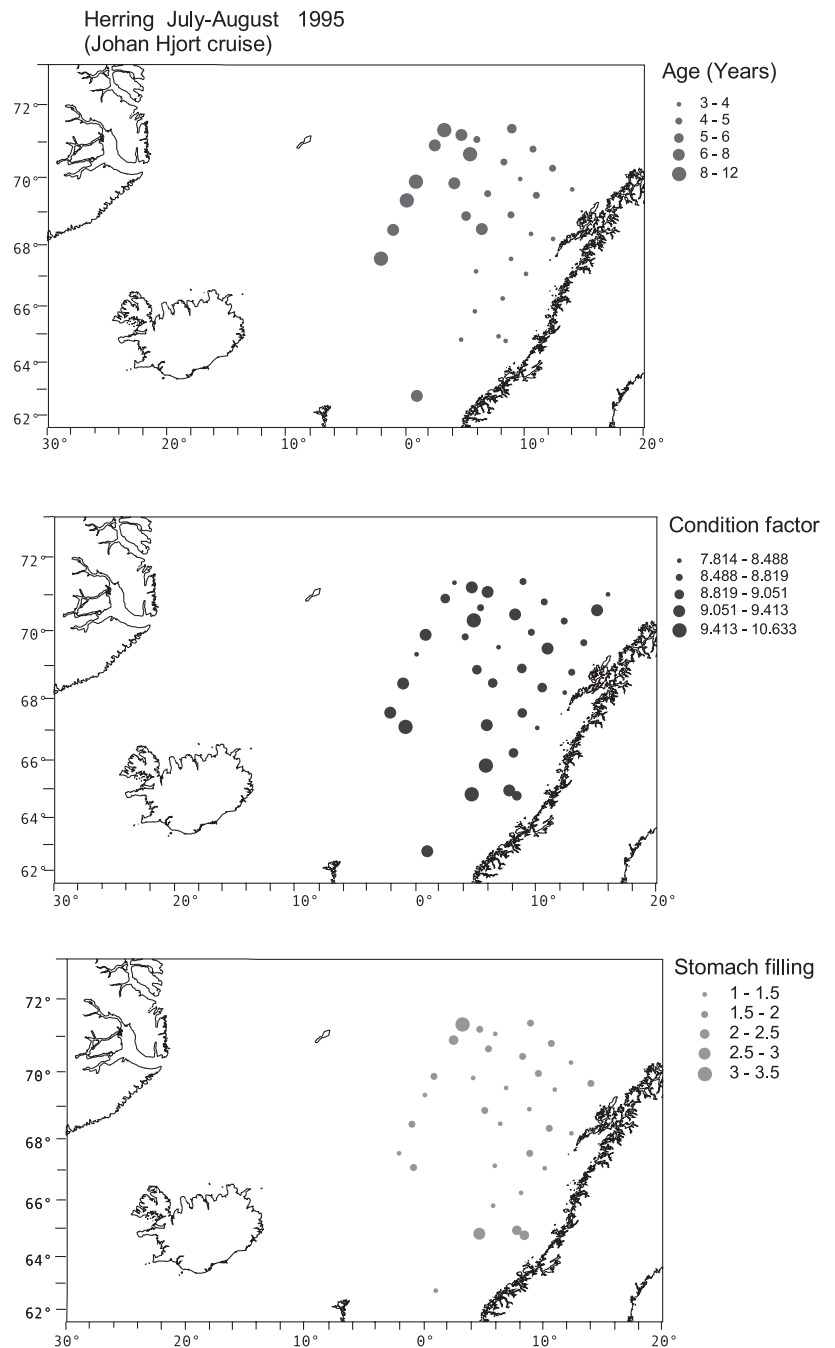 Herring July-August 1995
(Johan Hjort cruise)
Age (Years)
3 - 4
4 - 5
5 - 6
6 - 8
8 - 12
72°
70°
68°
66°
64°
62°
30° 20° 10° 0° 10° 20°
Condition factor
7.814 - 8.488
8.488 - 8.819
8.819 - 9.051
9.051 - 9.413
9.413 - 10.633
72°
70°
68°
66°
64°
62°
30° 20° 10° 0° 10° 20°
Stomach filling
1 - 1.5
1.5 - 2
2 - 2.5
2.5 - 3
3 - 3.5
72°
70°
68°
66°
64°
62°
30° 20° 10° 0° 10° 20°